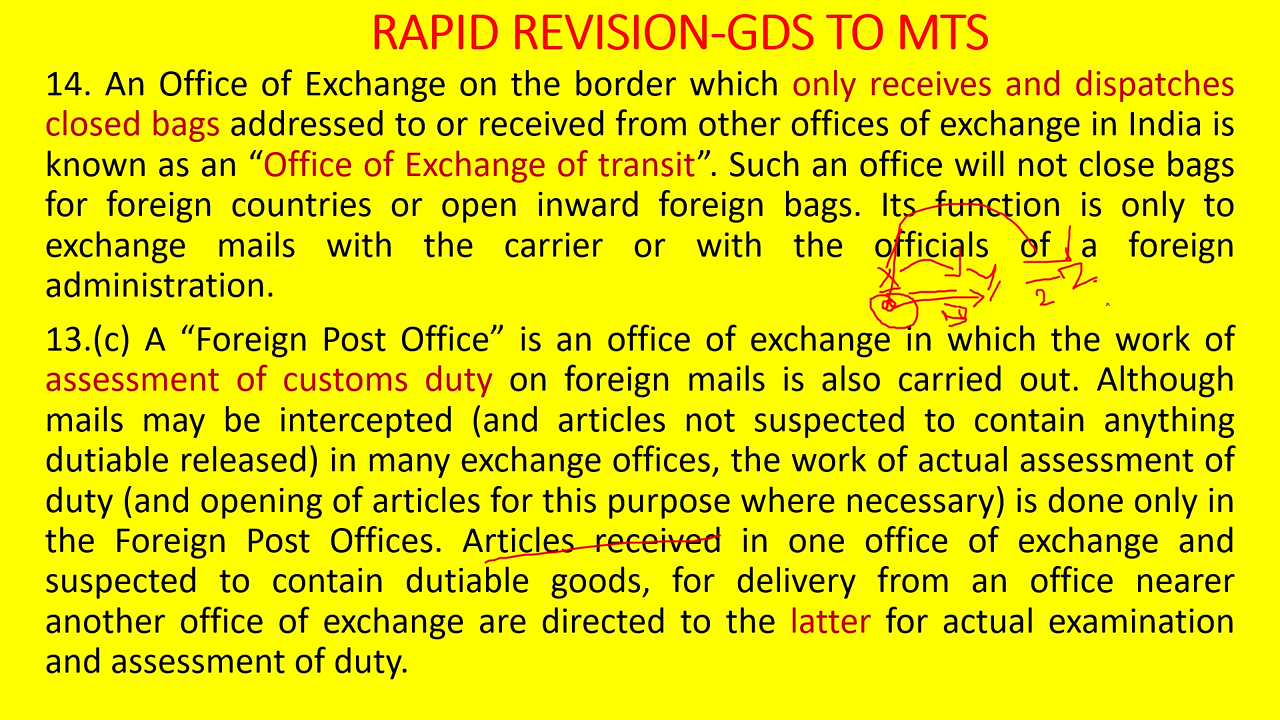 RAPID REVISION-GDS TO MTS
14. An Office of Exchange on the border which only receives and dispatches
closed bags addressed to or received from other offices of exchange in India is
known as an “Office of Exchange of transit”. Such an office will not close bags
for foreign countries or open inward foreign bags. Its function is only to
exchange mails with the carrier or with the officials of a foreign
administration.
13.(c) A “Foreign Post Office” is an office of exchange in which the work of
assessment of customs duty on foreign mails is also carried out. Although
mails may be intercepted (and articles not suspected to contain anything
dutiable released) in many exchange offices, the work of actual assessment of
duty (and opening of articles for this purpose where necessary) is done only in
the Foreign Post Offices. Articles received in one office of exchange and
suspected to contain dutiable goods, for delivery from an office nearer
another office of exchange are directed to the latter for actual examination
and assessment of duty.